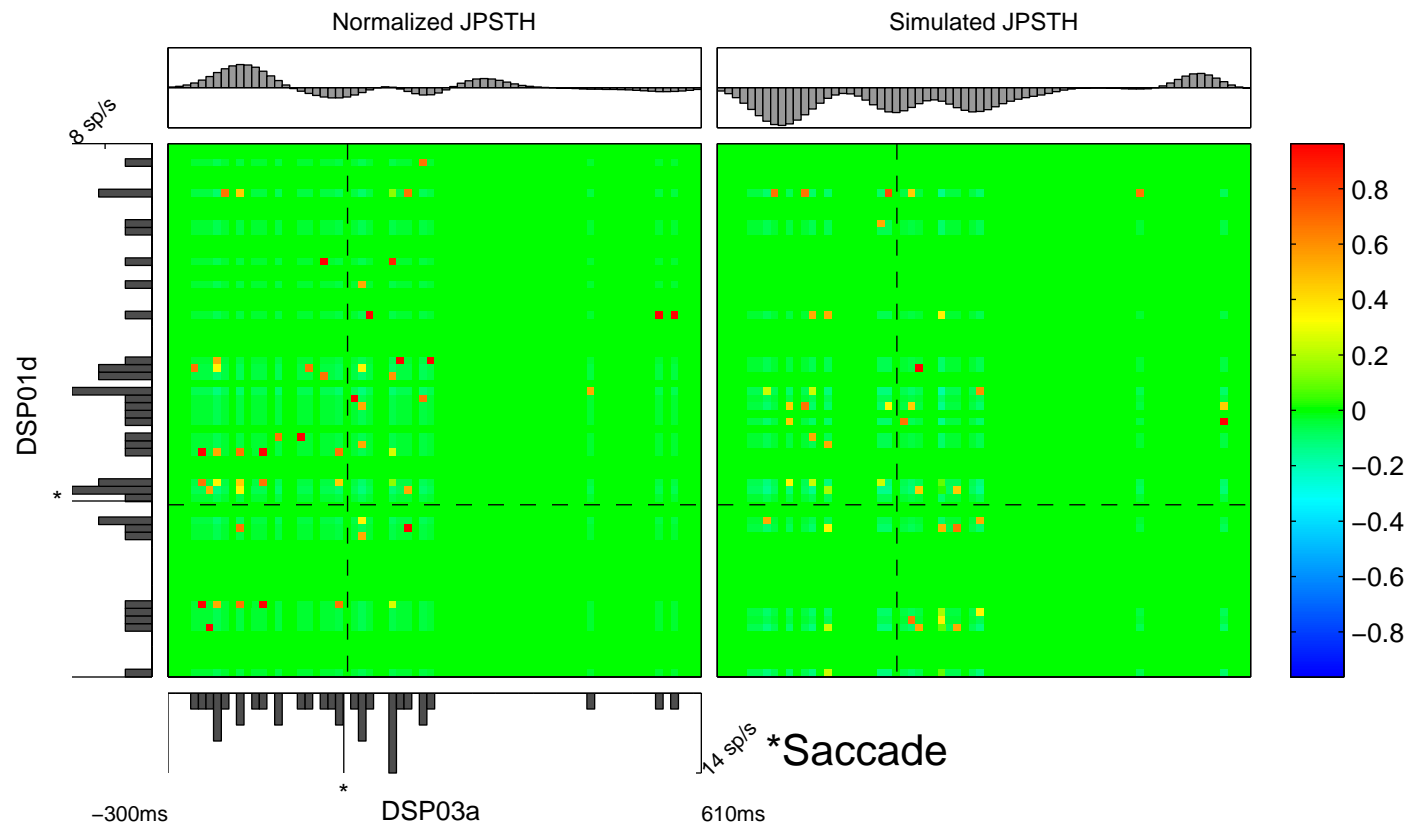 Normalized JPSTH
Simulated JPSTH
8 sp/s
DSP01d
*
0.8
0.6
0.4
0.2
0
−0.2
−0.4
−0.6
−0.8
14 sp/s
*Saccade
*
−300ms
DSP03a
610ms